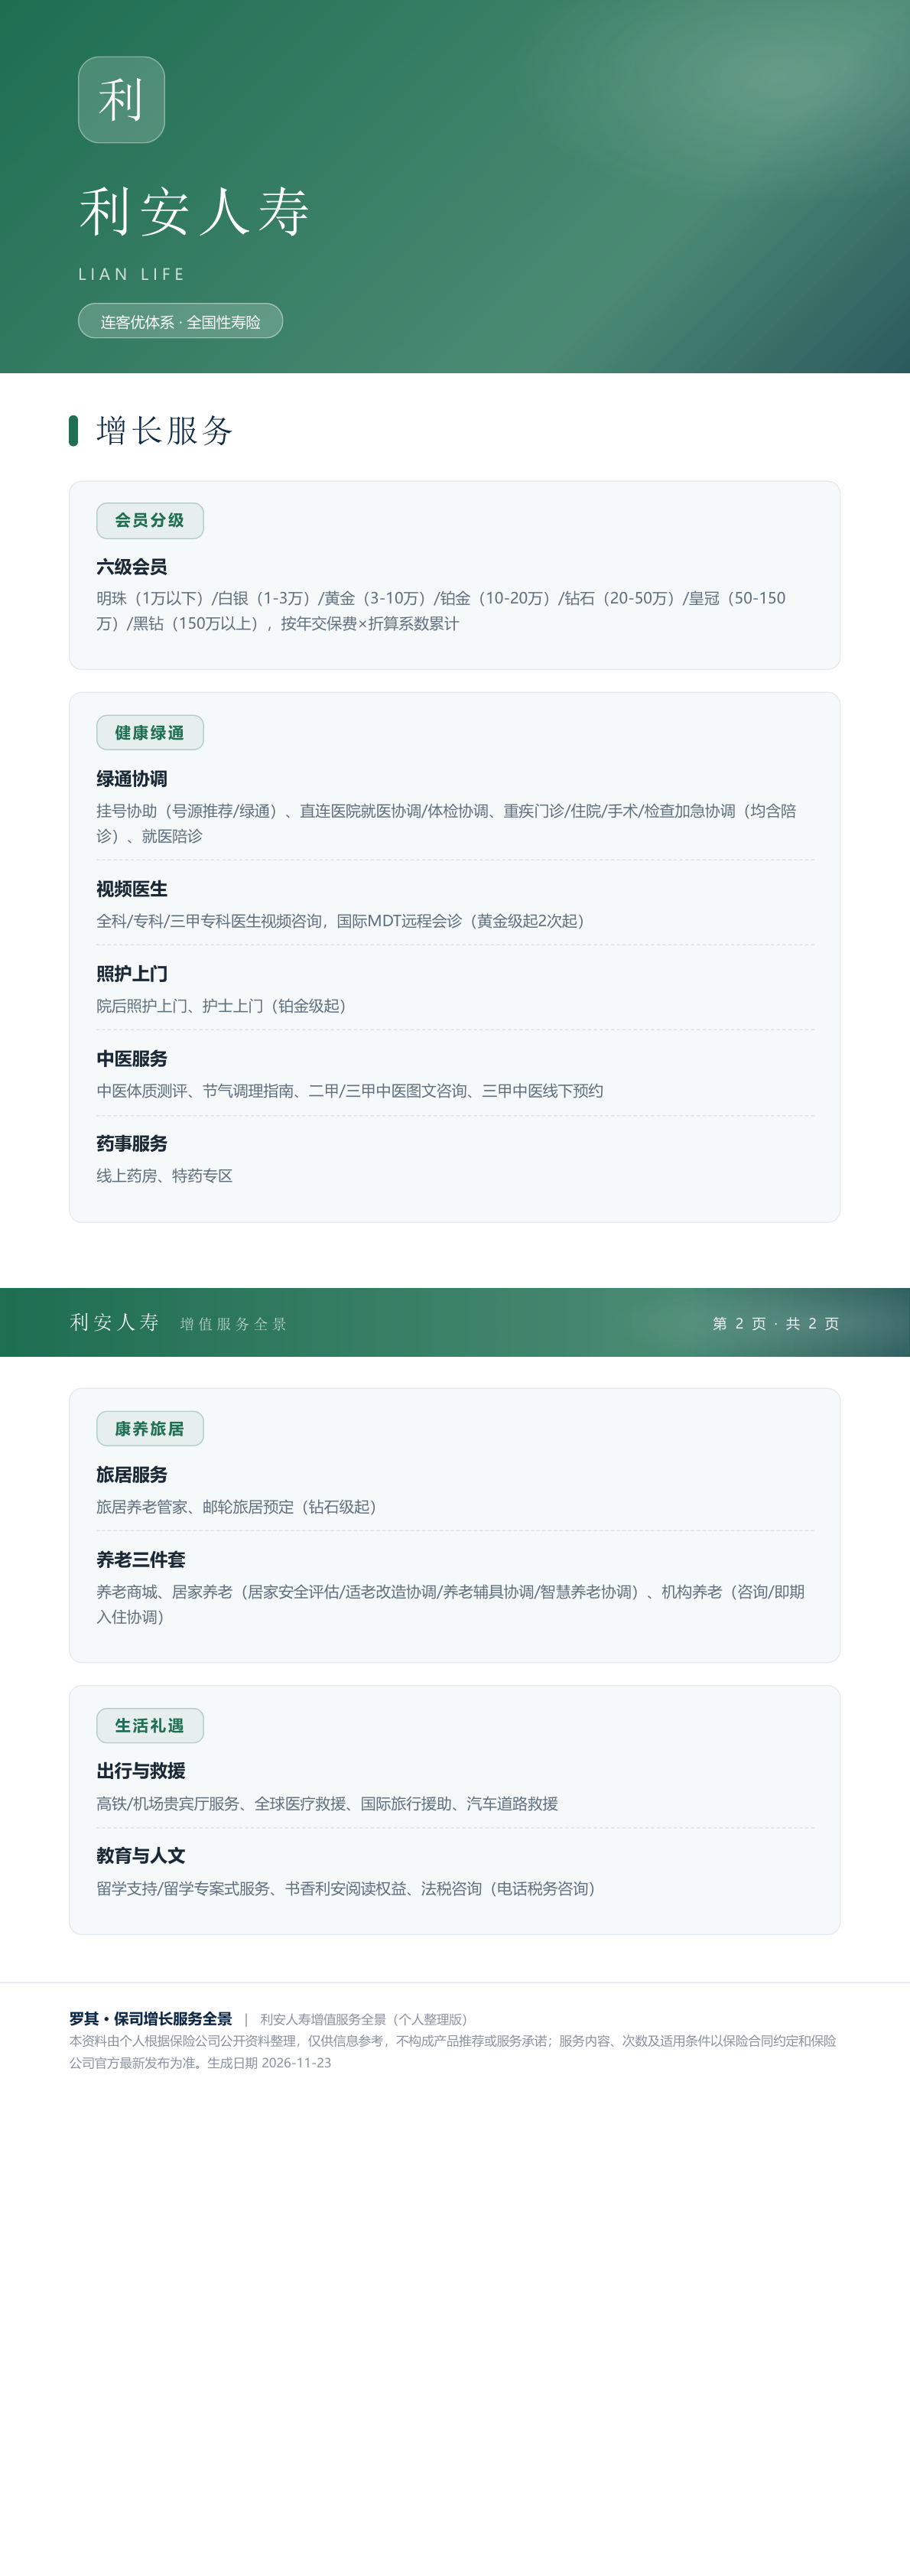 利
利安人寿
LIAN LIFE
连客优体系 · 全国性寿险
增长服务
会员分级
六级会员
明珠（1万以下）/白银（1-3万）/黄金（3-10万）/铂金（10-20万）/钻石（20-50万）/皇冠（50-150
万）/黑钻（150万以上），按年交保费×折算系数累计
健康绿通
绿通协调
挂号协助（号源推荐/绿通）、直连医院就医协调/体检协调、重疾门诊/住院/手术/检查加急协调（均含陪
诊）、就医陪诊
视频医生
全科/专科/三甲专科医生视频咨询，国际MDT远程会诊（黄金级起2次起）
照护上门
院后照护上门、护士上门（铂金级起）
中医服务
中医体质测评、节气调理指南、二甲/三甲中医图文咨询、三甲中医线下预约
药事服务
线上药房、特药专区
利安人寿 增值服务全景 第 2 页 · 共 2 页
康养旅居
旅居服务
旅居养老管家、邮轮旅居预定（钻石级起）
养老三件套
养老商城、居家养老（居家安全评估/适老改造协调/养老辅具协调/智慧养老协调）、机构养老（咨询/即期
入住协调）
生活礼遇
出行与救援
高铁/机场贵宾厅服务、全球医疗救援、国际旅行援助、汽车道路救援
教育与人文
留学支持/留学专案式服务、书香利安阅读权益、法税咨询（电话税务咨询）
罗其 · 保司增长服务全景 | 利安人寿增值服务全景（个人整理版）
本资料由个人根据保险公司公开资料整理，仅供信息参考，不构成产品推荐或服务承诺；服务内容、次数及适用条件以保险合同约定和保险
公司官方最新发布为准。生成日期 2026-11-23